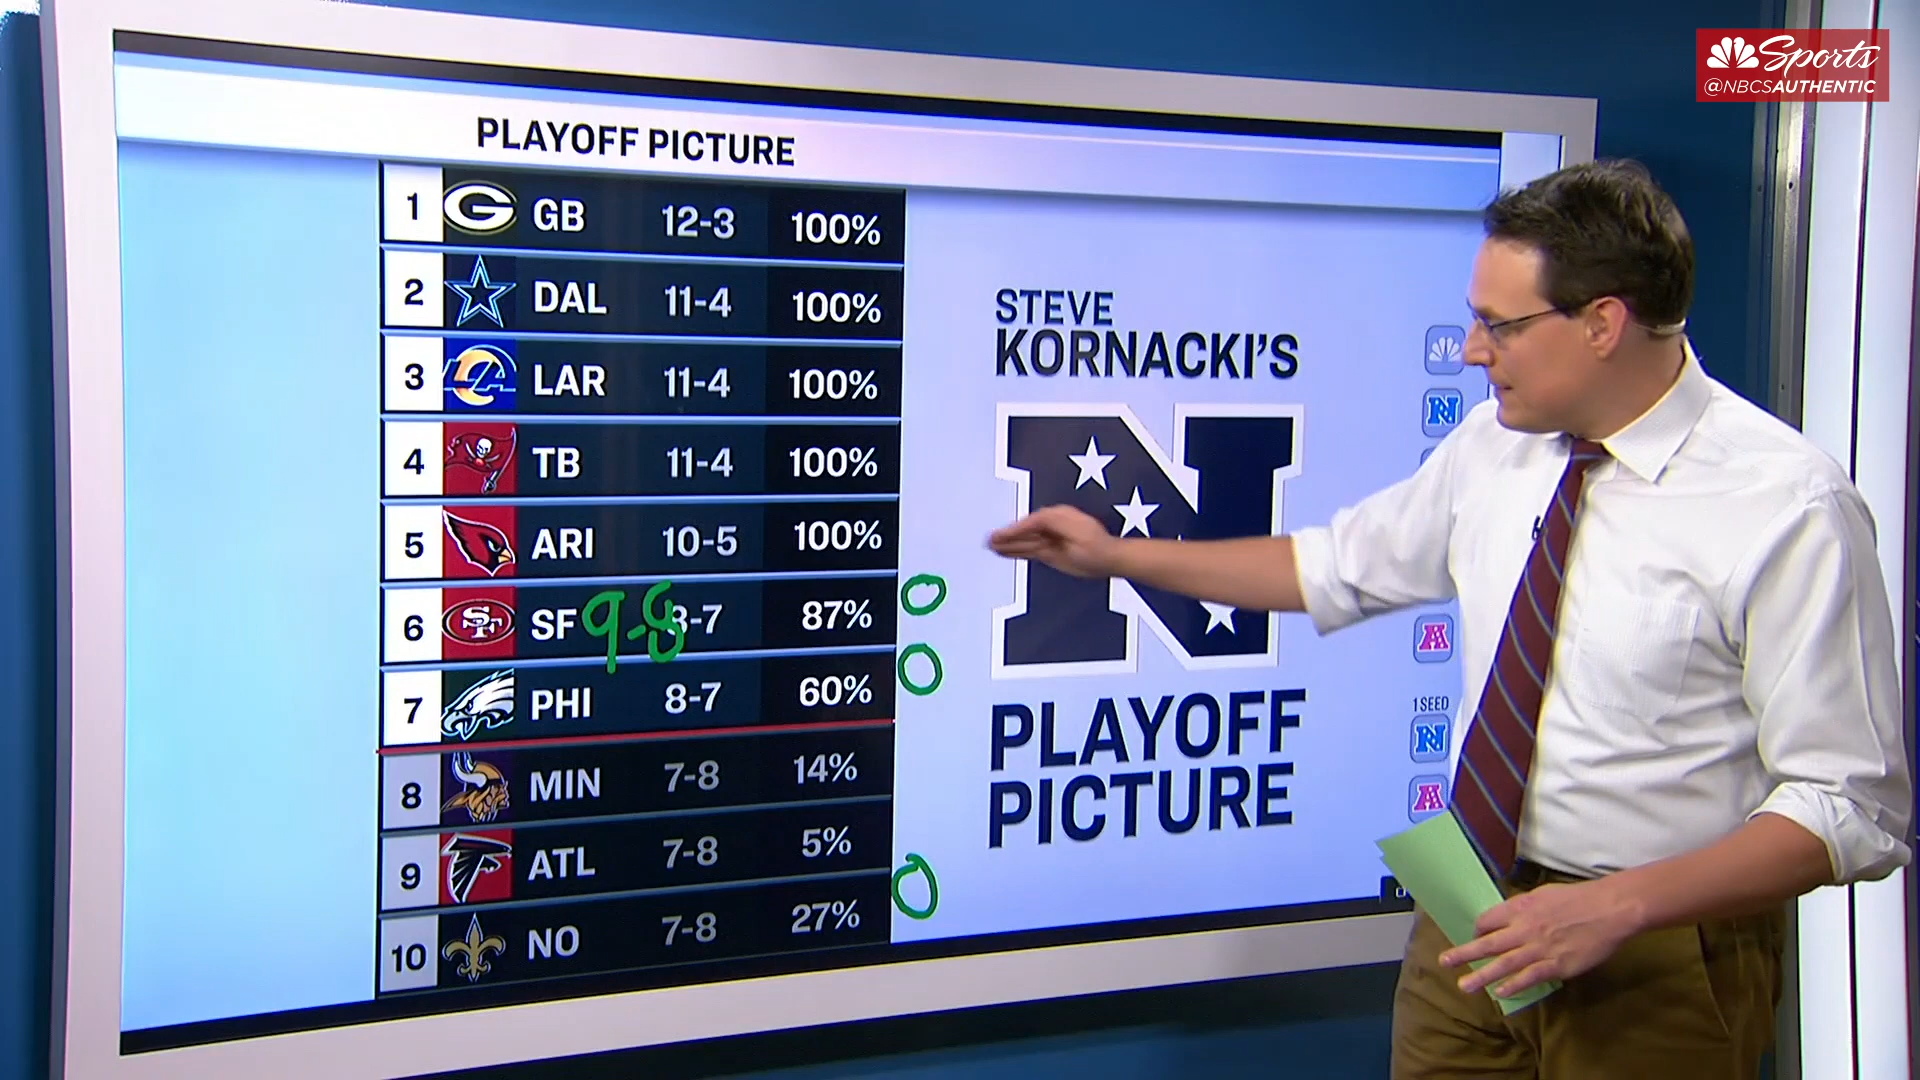 Sports
@NBCSAUTHENTIC
PLAYOFF PICTURE
1 GB 12-3 100%
2 DAL 11-4 100%
3 LAR 11-4 100%
4 TB 11-4 100%
5 ARI 10-5 100%
6 SF 9-8 8-7 87%
7 PHI 8-7 60%
8 MIN 7-8 14%
9 ATL 7-8 5%
10 NO 7-8 27%
STEVE
KORNACKI'S
PLAYOFF
PICTURE
1 SEED